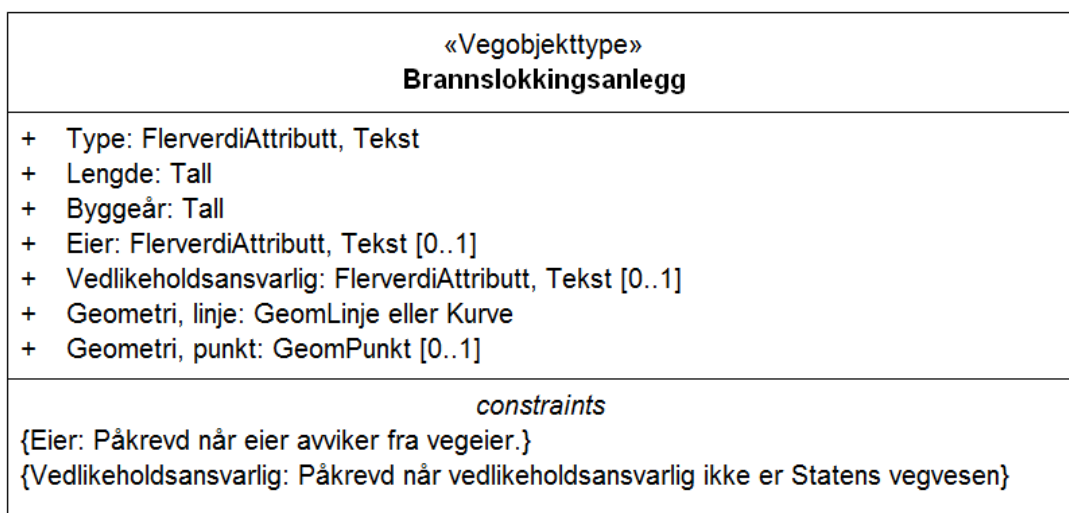 «Vegobjekttype»
Brannslokkingsanlegg
+ Type: FlerverdiAttributt, Tekst
+ Lengde: Tall
+ Byggeår: Tall
+ Eier: FlerverdiAttributt, Tekst [0..1]
+ Vedlikeholdsansvarlig: FlerverdiAttributt, Tekst [0..1]
+ Geometri, linje: GeomLinje eller Kurve
+ Geometri, punkt: GeomPunkt [0..1]
constraints
{Eier: Påkrevd når eier avviker fra vegeier.}
{Vedlikeholdsansvarlig: Påkrevd når vedlikeholdsansvarlig ikke er Statens vegvesen}